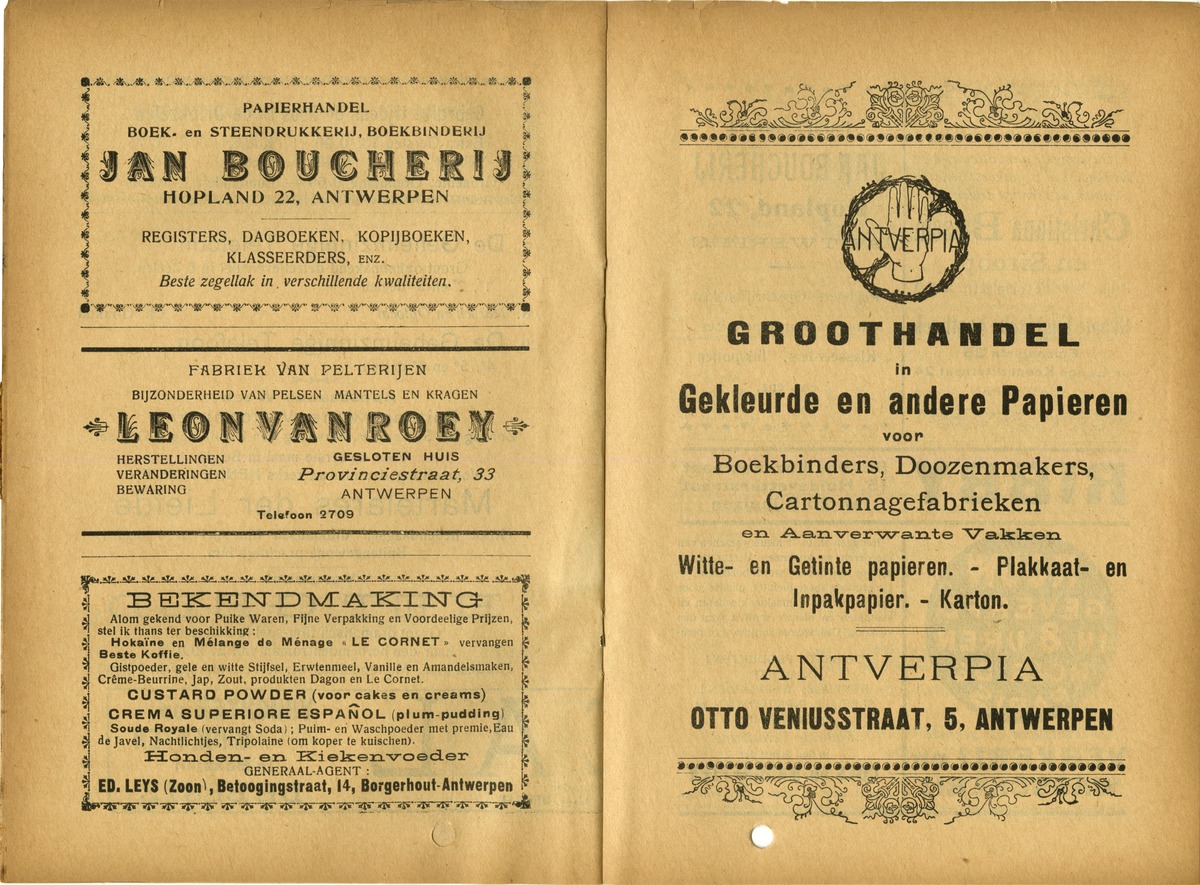 PAPIERHANDEL
BOEK- en STEENDRUKKERIJ, BOEKBINDERIJ
JAN BOUCHERIJ
HOPLAND 22, ANTWERPEN
REGISTERS, DAGBOEKEN, KOPIJBOEKEN,
KLASSEERDERS, ENZ.
Beste zegellak in verschillende kwaliteiten.
FABRIEK VAN PELTERIJEN
BIJZONDERHEID VAN PELSEN MANTELS EN KRAGEN
LEON VAN ROEY
HERSTELLINGEN
VERANDERINGEN
BEWARING
GESLOTEN HUIS
Provinciestraat, 33
ANTWERPEN
Telefoon 2709
BEKENDMAKING
Alom gekend voor Puike Waren, Fijne Verpakking en Voordeelige Prijzen,
stel ik thans ter beschikking:
Hokaïne en Mélange de Ménage « LE CORNET » vervangen
Beste Koffie.
Gistpoeder, gele en witte Stijfsel, Erwtenmeel, Vanille en Amandelsmaken,
Crême-Beurrine, Jap, Zout, produkten Dagon en Le Cornet.
CUSTARD POWDER (voor cakes en creams)
CREMA SUPERIORE ESPAÑOL (plum-pudding)
Soude Royale (vervangt Soda); Puim- en Waschpoeder met premie, Eau
de Javel, Nachtlichtjes, Tripolaine (om koper te kuischen).
Honden- en Kiekenvoeder
GENERAAL-AGENT :
ED. LEYS (Zoon), Betoogingstraat, 14, Borgerhout-Antwerpen
ANTVERPIA
GROOTHANDEL
in
Gekleurde en andere Papieren
voor
Boekbinders, Doozenmakers,
Cartonnagefabrieken
en Aanverwante Vakken
Witte- en Getinte papieren. - Plakkaat- en
Inpakpapier. - Karton.
ANTVERPIA
OTTO VENIUSSTRAAT, 5, ANTWERPEN